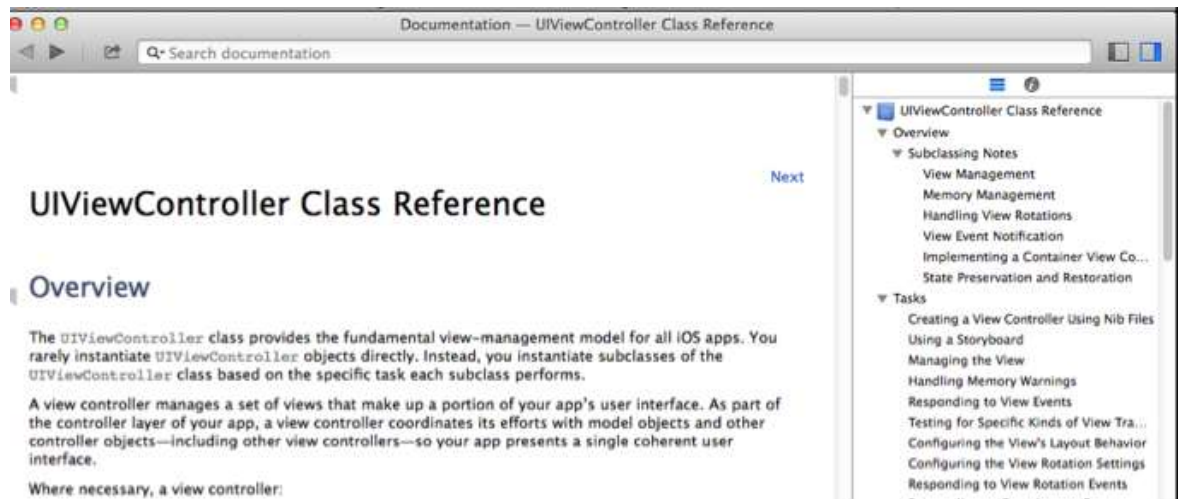 Documentation — UIViewController Class Reference
Search documentation
Next
UIViewController Class Reference
Overview
The UIViewController class provides the fundamental view-management model for all iOS apps. You
rarely instantiate UIViewController objects directly. Instead, you instantiate subclasses of the
UIViewController class based on the specific task each subclass performs.
A view controller manages a set of views that make up a portion of your app's user interface. As part of
the controller layer of your app, a view controller coordinates its efforts with model objects and other
controller objects—including other view controllers—so your app presents a single coherent user
interface.
Where necessary, a view controller:
UIViewController Class Reference
Overview
Subclassing Notes
View Management
Memory Management
Handling View Rotations
View Event Notification
Implementing a Container View Co...
State Preservation and Restoration
Tasks
Creating a View Controller Using Nib Files
Using a Storyboard
Managing the View
Handling Memory Warnings
Responding to View Events
Testing for Specific Kinds of View Tra...
Configuring the View's Layout Behavior
Configuring the View Rotation Settings
Responding to View Rotation Events